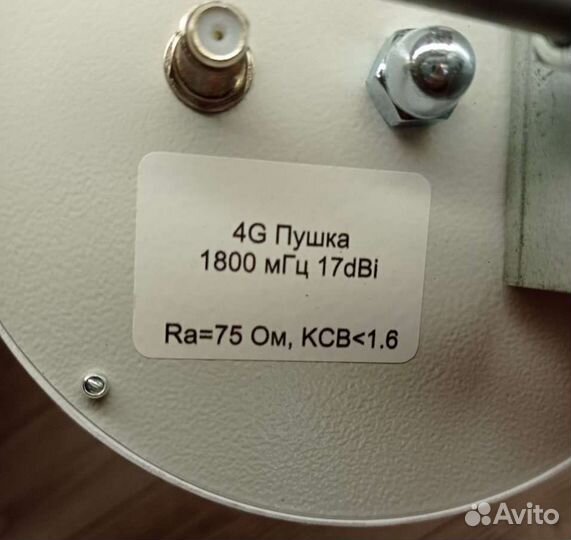 4G Пушка
1800 мГц 17dBi
Ra=75 Ом, КСВ<1.6
Avito